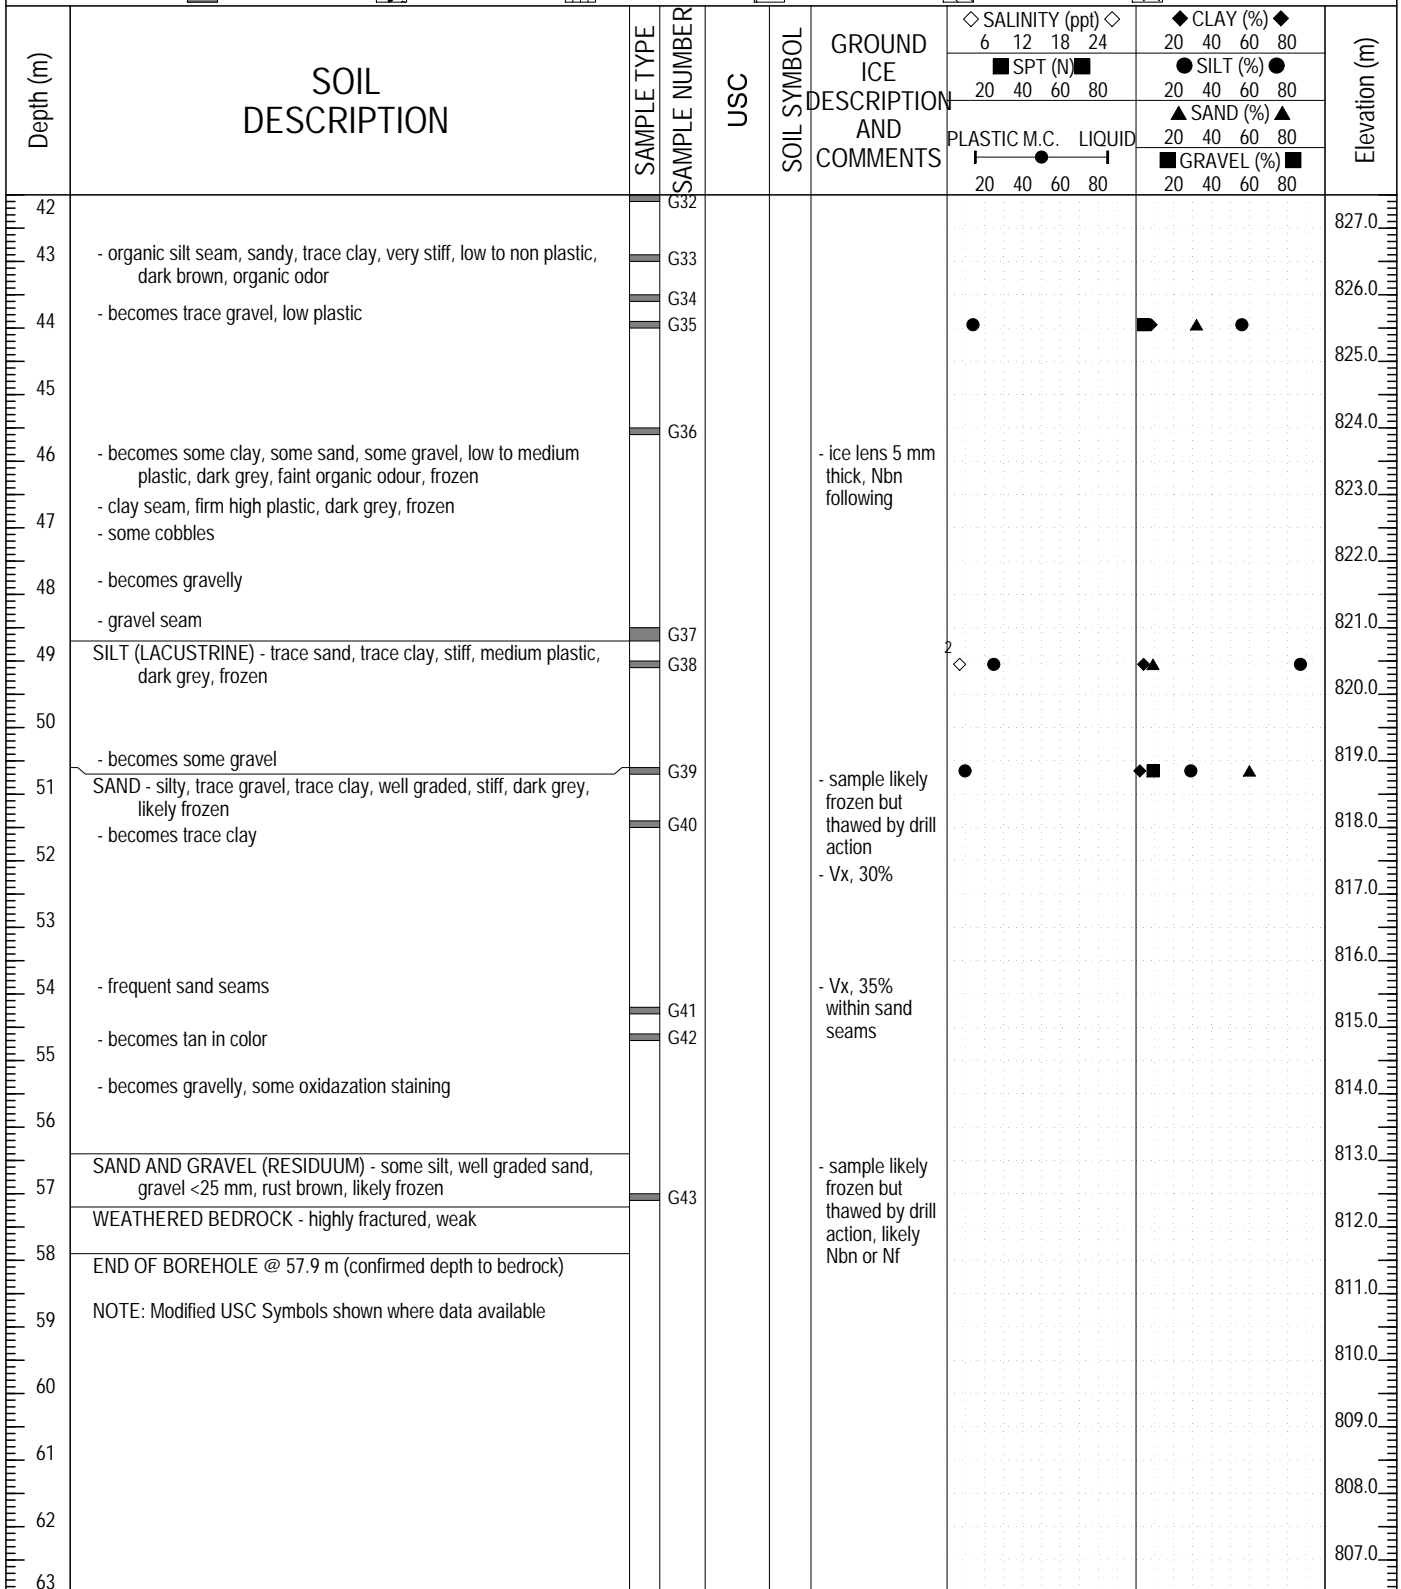 Depth (m)
SOIL
DESCRIPTION
SAMPLE TYPE
SAMPLE NUMBER
USC
SOIL SYMBOL
GROUND
ICE
DESCRIPTION
AND
COMMENTS
◇ SALINITY (ppt) ◇
6 12 18 24
■ SPT (N) ■
20 40 60 80
PLASTIC M.C. LIQUID
20 40 60 80
◆ CLAY (%) ◆
20 40 60 80
● SILT (%) ●
20 40 60 80
▲ SAND (%) ▲
20 40 60 80
■ GRAVEL (%) ■
20 40 60 80
Elevation (m)
42
G32
827.0
43
- organic silt seam, sandy, trace clay, very stiff, low to non plastic,
dark brown, organic odor
G33
826.0
G34
44
- becomes trace gravel, low plastic
G35
825.0
45
824.0
G36
46
- becomes some clay, some sand, some gravel, low to medium
plastic, dark grey, faint organic odour, frozen
- ice lens 5 mm
thick, Nbn
following
823.0
- clay seam, firm high plastic, dark grey, frozen
47
- some cobbles
822.0
48
- becomes gravelly
- gravel seam
821.0
G37
49
SILT (LACUSTRINE) - trace sand, trace clay, stiff, medium plastic,
dark grey, frozen
G38
2
820.0
50
- becomes some gravel
819.0
G39
51
SAND - silty, trace gravel, trace clay, well graded, stiff, dark grey,
likely frozen
- sample likely
frozen but
thawed by drill
action
818.0
G40
- becomes trace clay
52
- Vx, 30%
817.0
53
816.0
54
- frequent sand seams
- Vx, 35%
within sand
seams
G41
815.0
- becomes tan in color
G42
55
- becomes gravelly, some oxidazation staining
814.0
56
813.0
SAND AND GRAVEL (RESIDUUM) - some silt, well graded sand,
gravel <25 mm, rust brown, likely frozen
- sample likely
frozen but
thawed by drill
action, likely
Nbn or Nf
57
G43
WEATHERED BEDROCK - highly fractured, weak
812.0
58
END OF BOREHOLE @ 57.9 m (confirmed depth to bedrock)
811.0
NOTE: Modified USC Symbols shown where data available
59
810.0
60
809.0
61
808.0
62
807.0
63